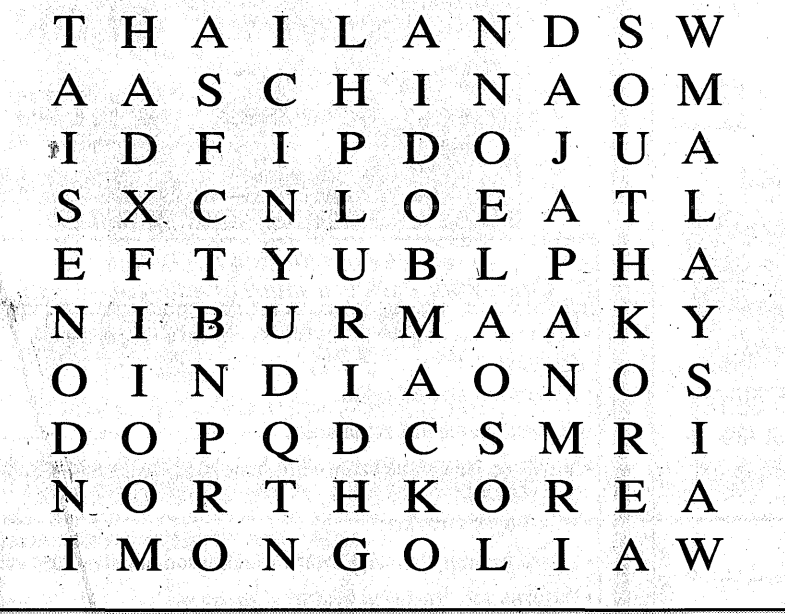 T H A I L A N D S W
A A S C H I N A O M
I D F I P D O J U A
S X C N L O E A T L
E F T Y U B L P H A
N I B U R M A A K Y
O I N D I A O N O S
D O P Q D C S M R I
N O R T H K O R E A
I M O N G O L I A W